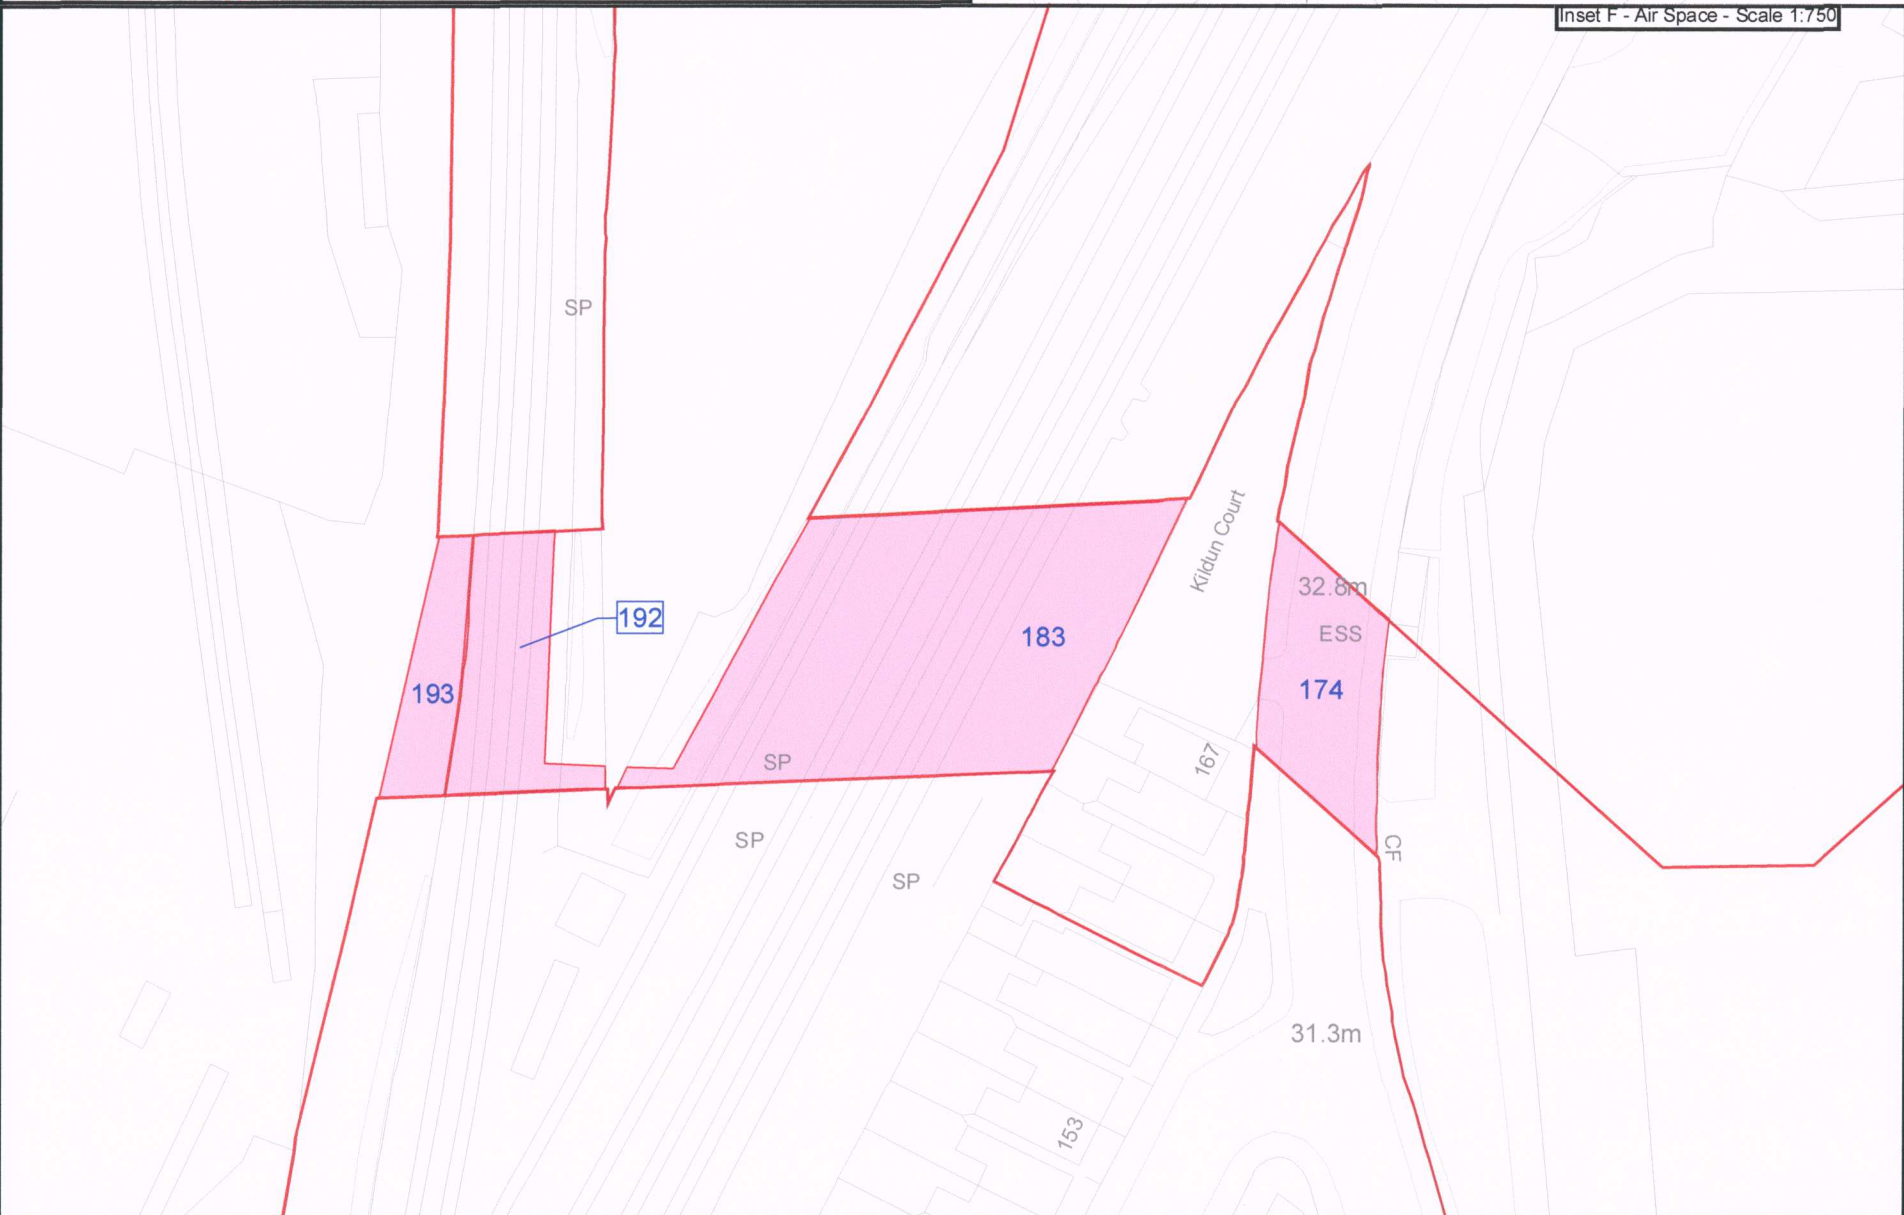 Inset F - Air Space - Scale 1:750
SP
Kildun Court
32.8m
192
ESS
183
193
174
SP
167
SP
CF
SP
31.3m
153